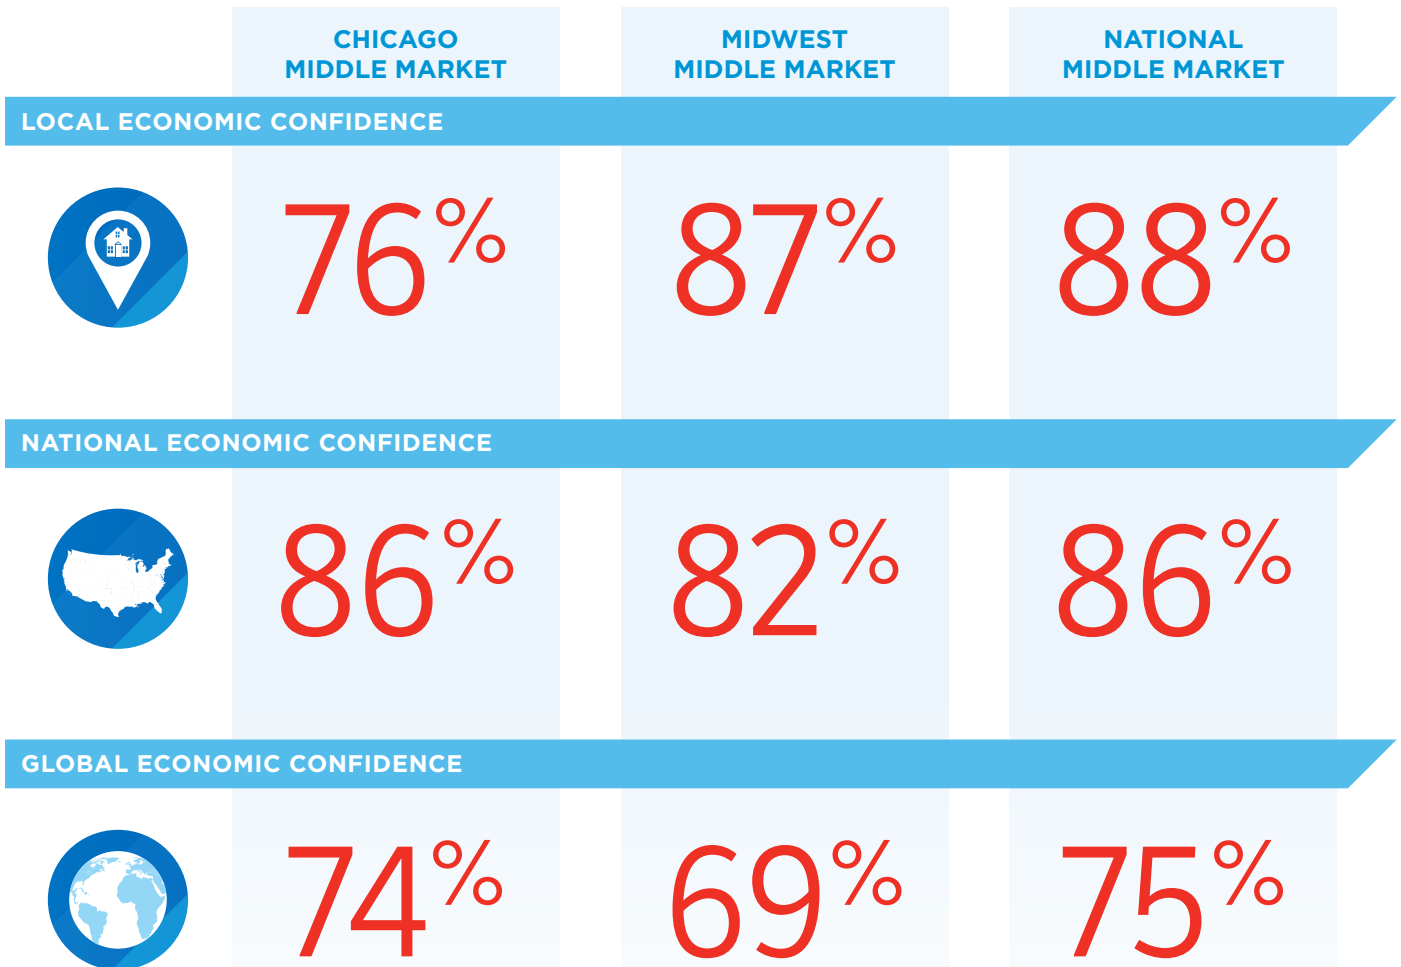 CHICAGO
MIDDLE MARKET
MIDWEST
MIDDLE MARKET
NATIONAL
MIDDLE MARKET
LOCAL ECONOMIC CONFIDENCE
76% 87% 88%
NATIONAL ECONOMIC CONFIDENCE
86% 82% 86%
GLOBAL ECONOMIC CONFIDENCE
74% 69% 75%